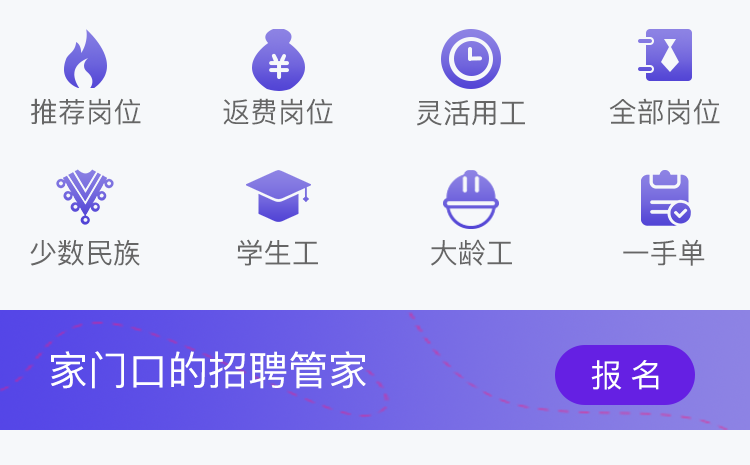 推荐岗位 返费岗位 灵活用工 全部岗位
少数民族 学生工 大龄工 一手单
家门口的招聘管家 报名